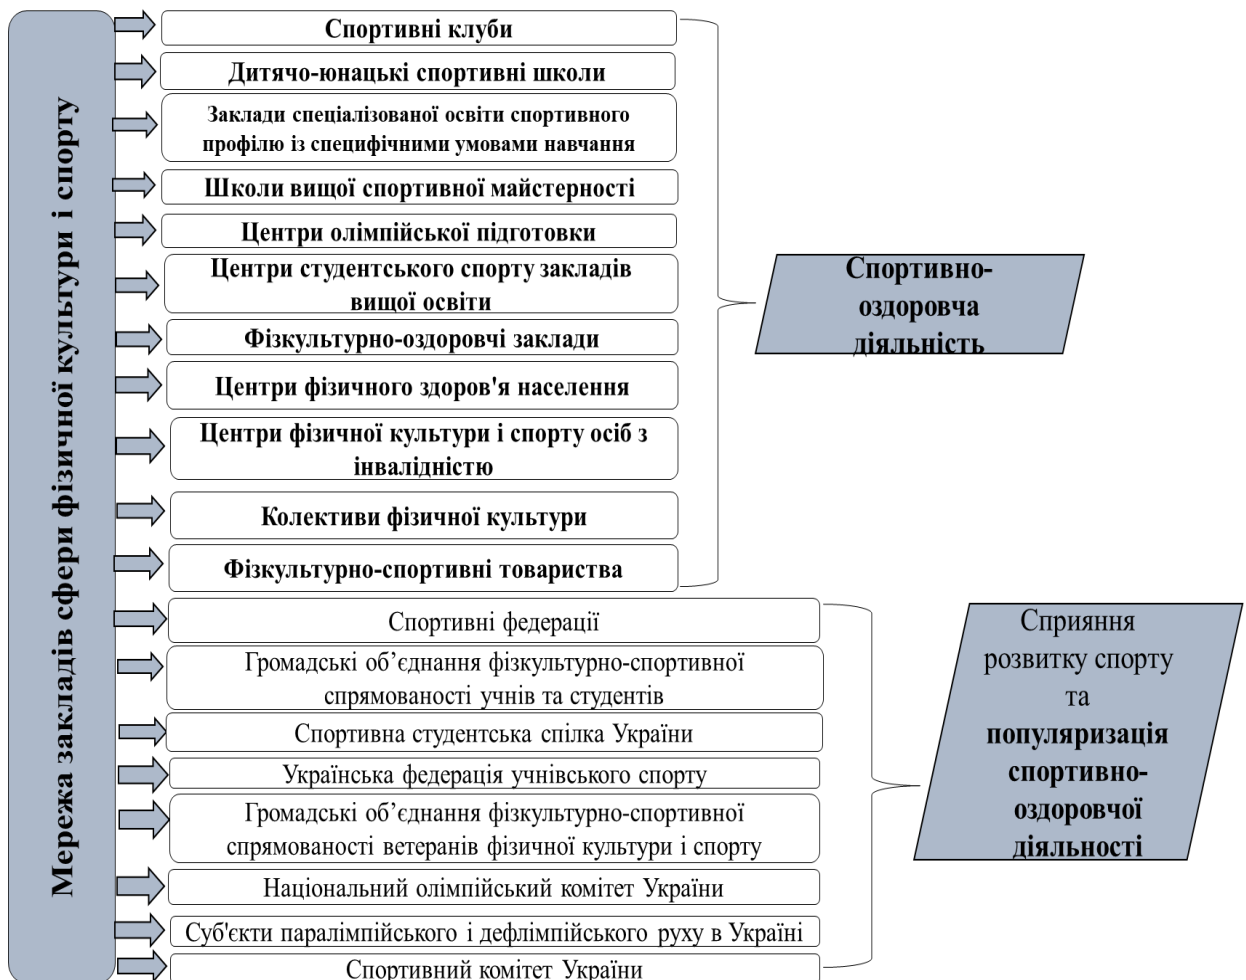 Мережа закладів сфери фізичної культури і спорту
Спортивні клуби
Дитячо-юнацькі спортивні школи
Заклади спеціалізованої освіти спортивного
профілю із специфічними умовами навчання
Школи вищої спортивної майстерності
Центри олімпійської підготовки
Центри студентського спорту закладів
вищої освіти
Фізкультурно-оздоровчі заклади
Центри фізичного здоров'я населення
Центри фізичної культури і спорту осіб з
інвалідністю
Колективи фізичної культури
Фізкультурно-спортивні товариства
Спортивно-
оздоровча
діяльність
Спортивні федерації
Громадські об’єднання фізкультурно-спортивної
спрямованості учнів та студентів
Спортивна студентська спілка України
Українська федерація учнівського спорту
Громадські об’єднання фізкультурно-спортивної
спрямованості ветеранів фізичної культури і спорту
Національний олімпійський комітет України
Суб'єкти паралімпійського і дефлімпійського руху в Україні
Спортивний комітет України
Сприяння
розвитку спорту
та
популяризація
спортивно-
оздоровчої
діяльності